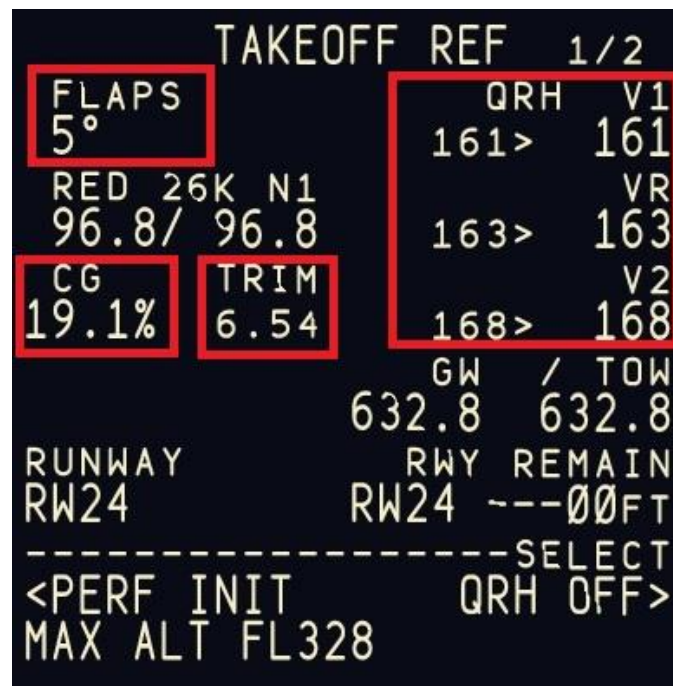 TAKEOFF REF 1/2
FLAPS QRH V1
5° 161> 161
RED 26K N1 VR
96.8/ 96.8 163> 163
CG TRIM V2
19.1% 6.54 168> 168
GW / TOW
632.8 632.8
RUNWAY RWY REMAIN
RW24 RW24 ---00FT
------------------SELECT
<PERF INIT QRH OFF>
MAX ALT FL328